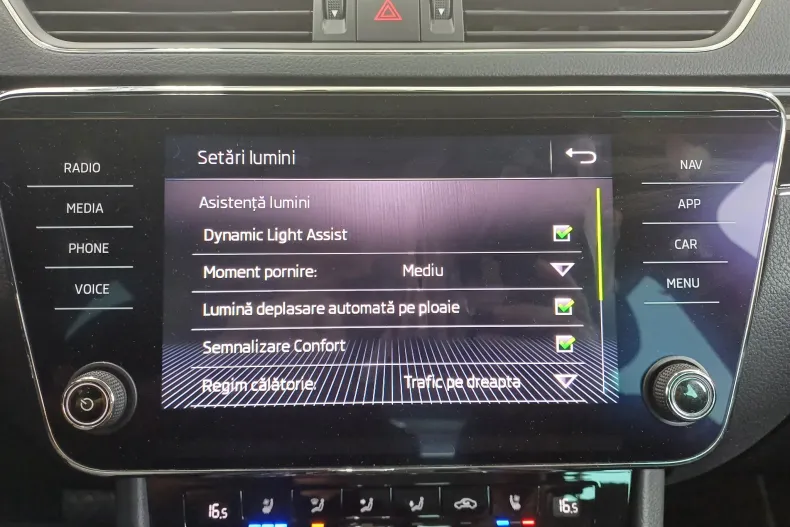 RADIO
MEDIA
PHONE
VOICE
Setări lumini
Asistență lumini
Dynamic Light Assist
Moment pornire: Mediu
Lumină deplasare automată pe ploaie
Semnalizare Confort
Regim călătorie: Trafic pe dreapta
NAV
APP
CAR
MENU
16.5
16.5